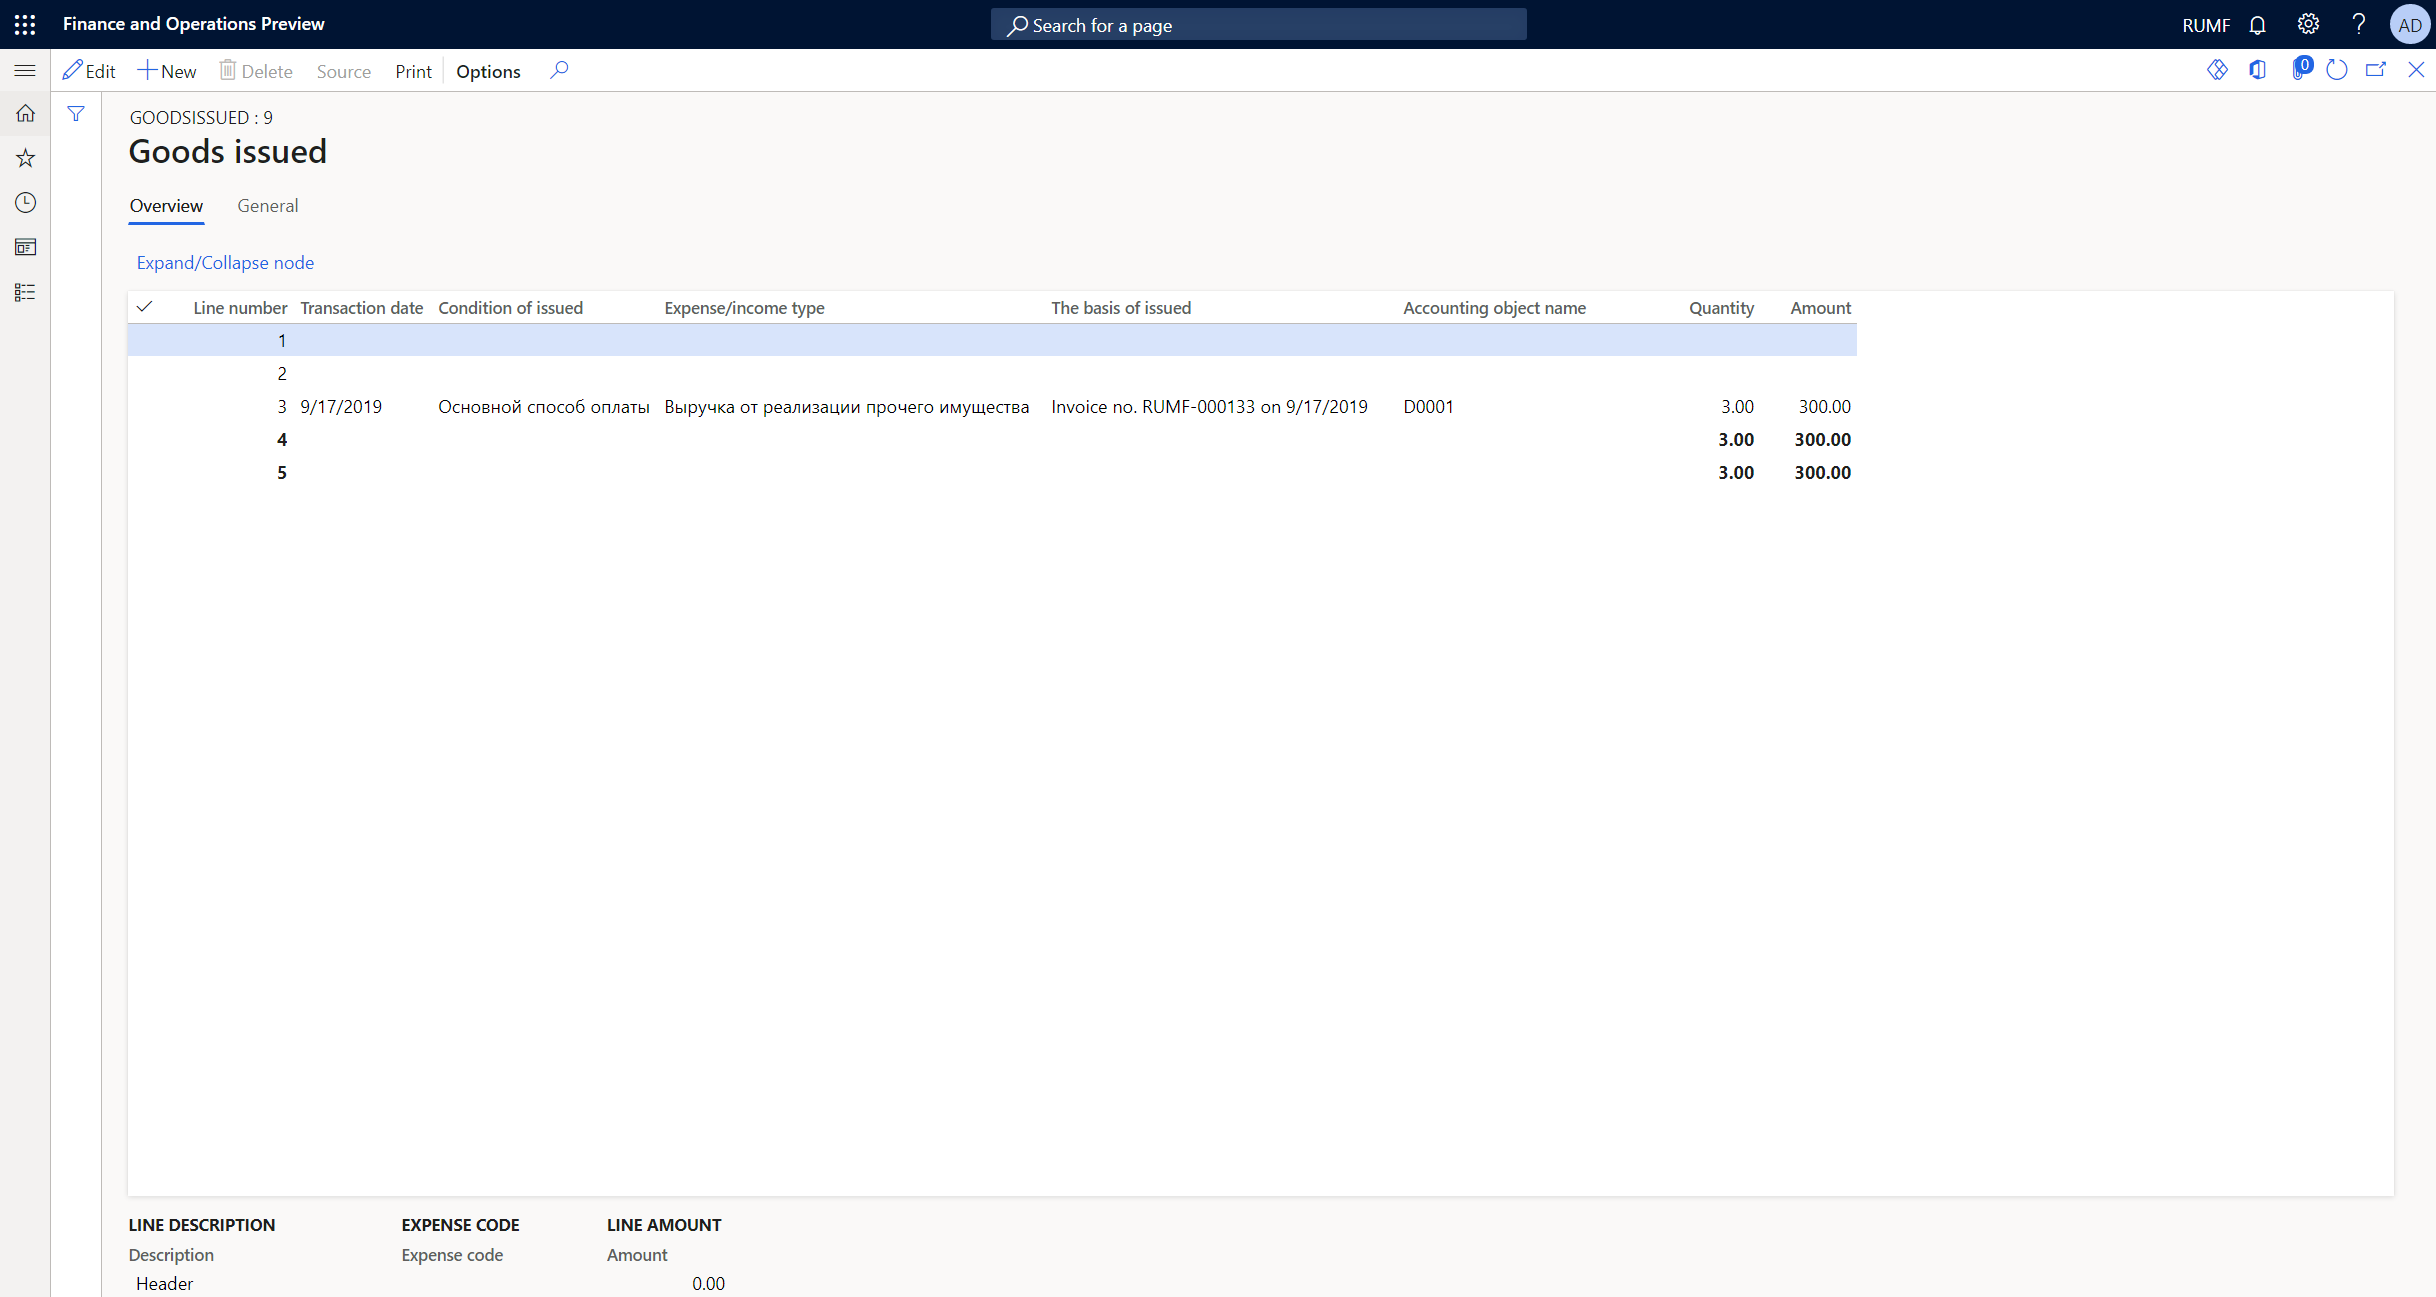 Finance and Operations Preview
Search for a page
RUMF
AD
Edit
New
Delete
Source
Print
Options
0
GOODSISSUED : 9
Goods issued
Overview
General
Expand/Collapse node
Line number Transaction date Condition of issued Expense/income type The basis of issued Accounting object name Quantity Amount
1
2
3 9/17/2019 Основной способ оплаты Выручка от реализации прочего имущества Invoice no. RUMF-000133 on 9/17/2019 D0001 3.00 300.00
4 3.00 300.00
5 3.00 300.00
LINE DESCRIPTION EXPENSE CODE LINE AMOUNT
Description Expense code Amount
Header 0.00